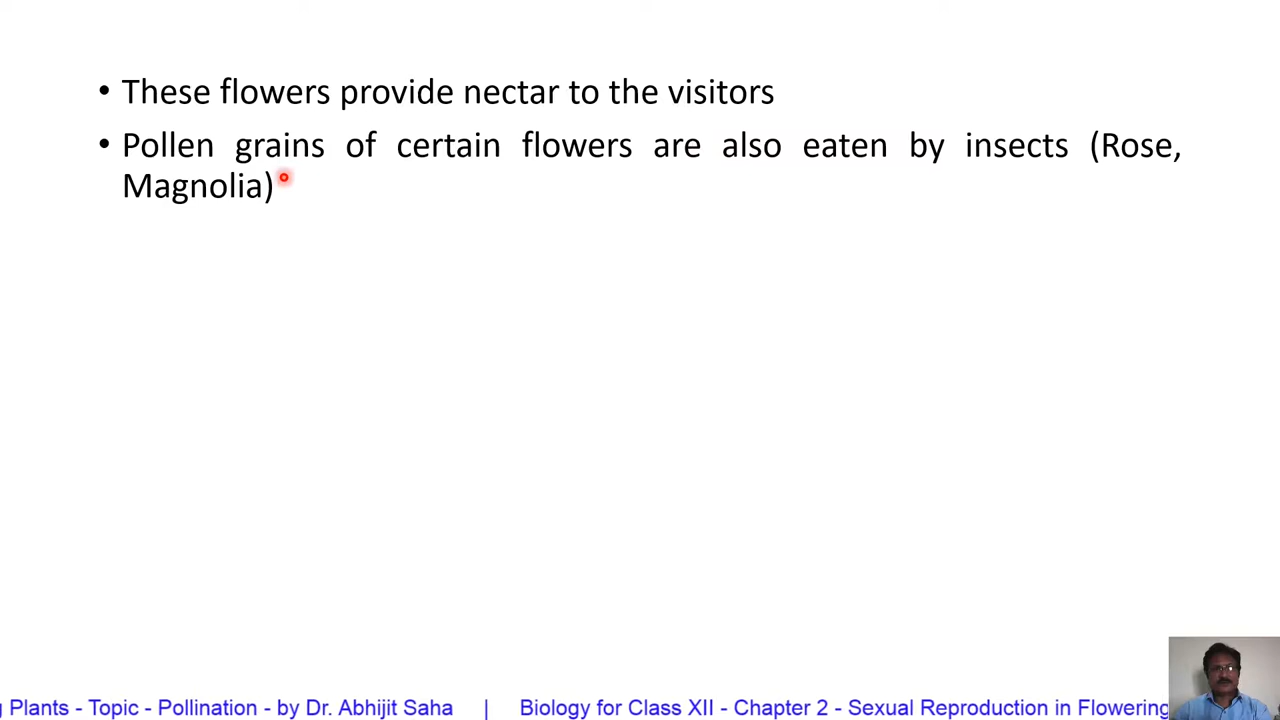 • These flowers provide nectar to the visitors
• Pollen grains of certain flowers are also eaten by insects (Rose,
Magnolia)
g Plants - Topic - Pollination - by Dr. Abhijit Saha | Biology for Class XII - Chapter 2 - Sexual Reproduction in Flowering